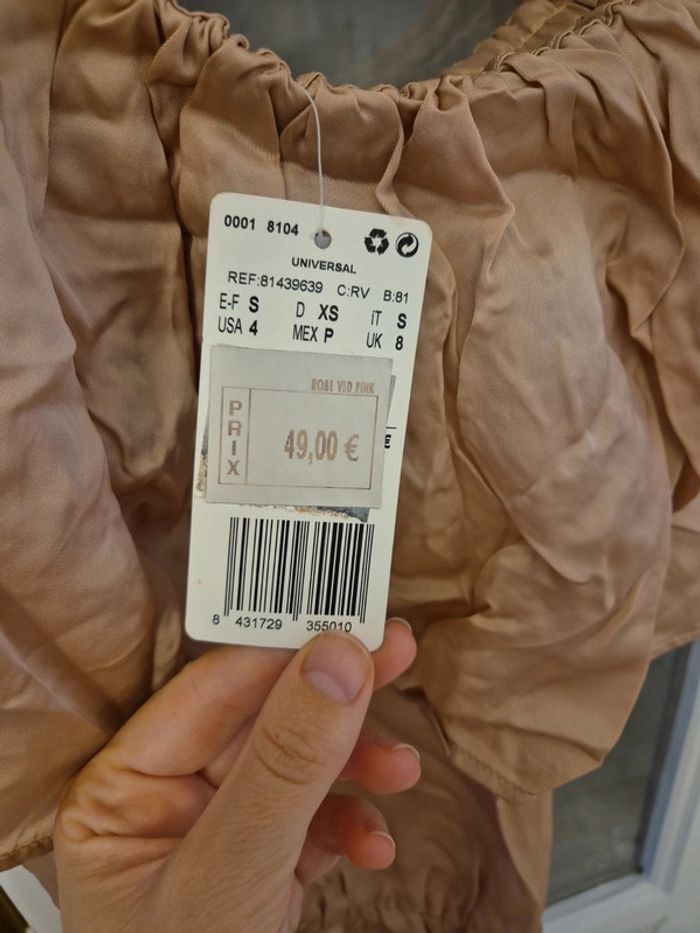 0001 8104
UNIVERSAL
REF:81439639 C:RV B:81
E-F S D XS IT S
USA 4 MEX P UK 8
ROBE VSD PINK
PRIX
49,00 €
8 431729 355010